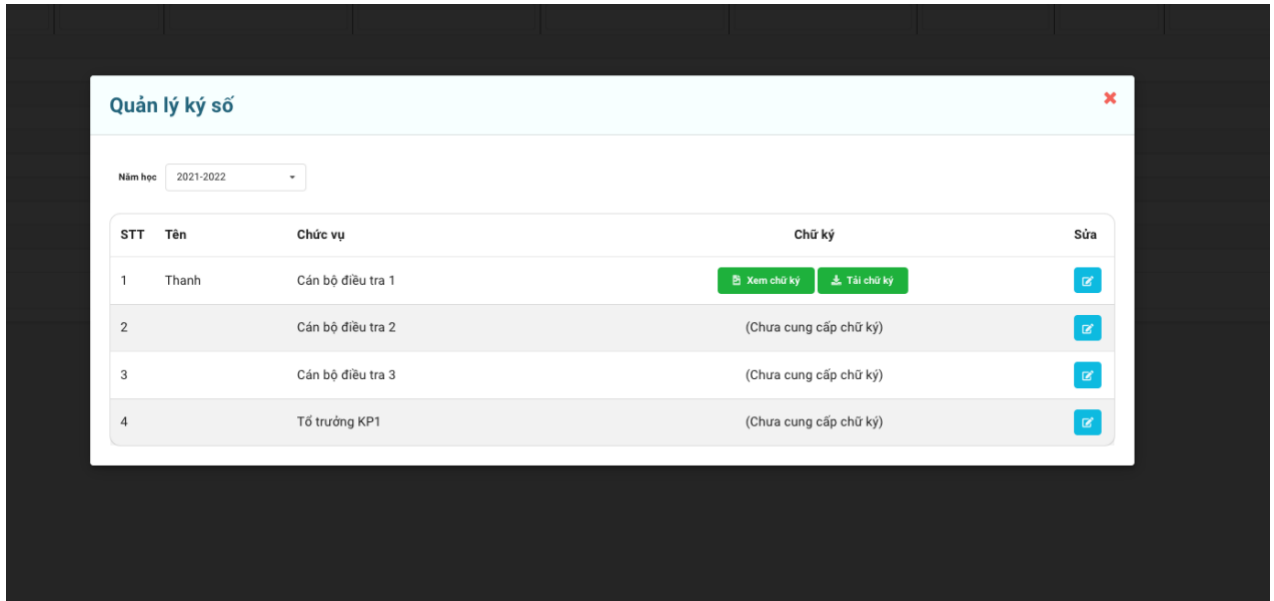 Quản lý ký số
Năm học 2021-2022
STT Tên Chức vụ Chữ ký Sửa
1 Thanh Cán bộ điều tra 1 Xem chữ ký Tải chữ ký
2 Cán bộ điều tra 2 (Chưa cung cấp chữ ký)
3 Cán bộ điều tra 3 (Chưa cung cấp chữ ký)
4 Tổ trưởng KP1 (Chưa cung cấp chữ ký)